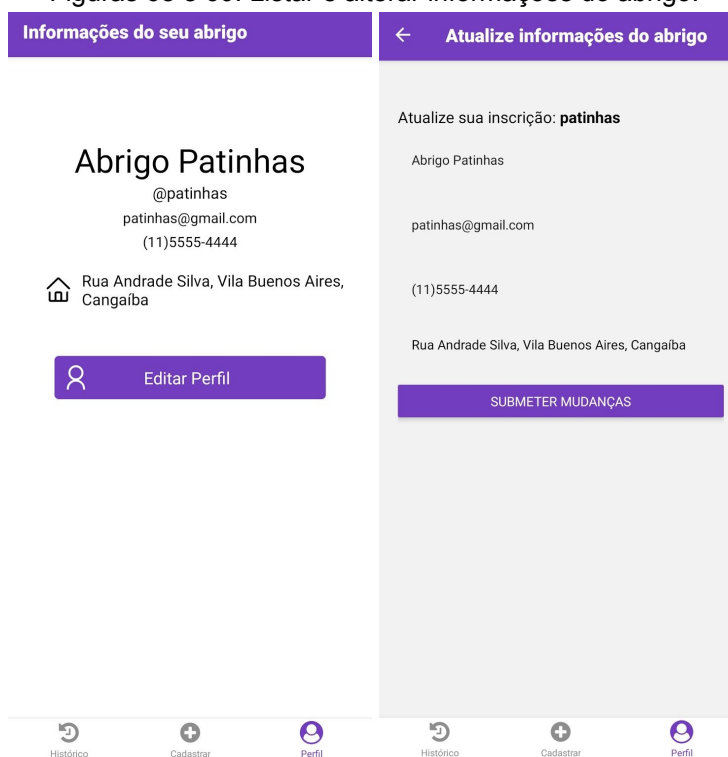 Informações do seu abrigo
Abrigo Patinhas
@patinhas
patinhas@gmail.com
(11)5555-4444
Rua Andrade Silva, Vila Buenos Aires,
Cangaíba
Editar Perfil
Histórico
Cadastrar
Perfil
Atualize informações do abrigo
Atualize sua inscrição: patinhas
Abrigo Patinhas
patinhas@gmail.com
(11)5555-4444
Rua Andrade Silva, Vila Buenos Aires, Cangaíba
SUBMETER MUDANÇAS
Histórico
Cadastrar
Perfil